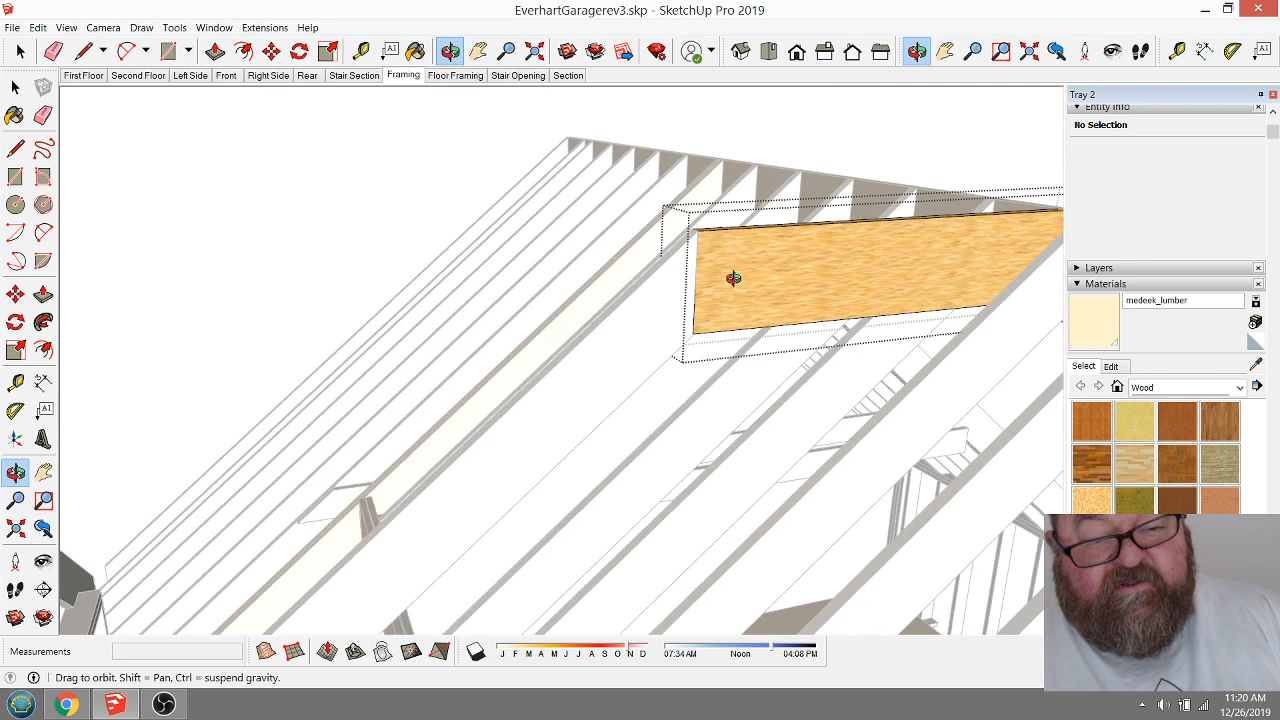 EverhartGaragerev3.skp - SketchUp Pro 2019
File Edit View Camera Draw Tools Window Extensions Help
First Floor Second Floor Left Side Front Right Side Rear Stair Section Framing Floor Framing Stair Opening Section
Tray 2
Entity Info
No Selection
Layers
Materials
medeek_lumber
Select Edit
Wood
Measurements
J F M A M J J A S O N D
07:34 AM Noon 04:08 PM
Drag to orbit. Shift = Pan, Ctrl = suspend gravity.
11:20 AM
12/26/2019